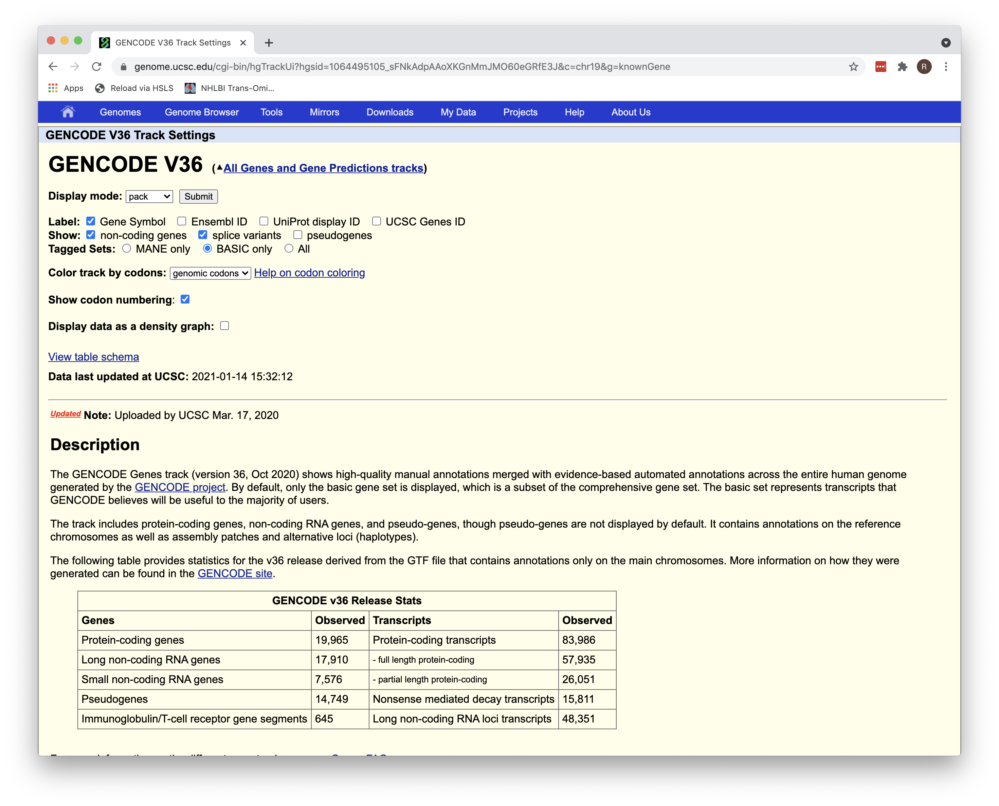 GENCODE V36 Track Settings
genome.ucsc.edu/cgi-bin/hgTrackUi?hgsid=1064495105_sFNkAdpAAoXKGnMmJMO60eGRfE3J&c=chr19&g=knownGene
R
Apps Reload via HSLS NHLBI Trans-Omi...
Genomes Genome Browser Tools Mirrors Downloads My Data Projects Help About Us
GENCODE V36 Track Settings
GENCODE V36 (All Genes and Gene Predictions tracks)
Display mode: pack Submit
Label: Gene Symbol Ensembl ID UniProt display ID UCSC Genes ID
Show: non-coding genes splice variants pseudogenes
Tagged Sets: MANE only BASIC only All
Color track by codons: genomic codons Help on codon coloring
Show codon numbering:
Display data as a density graph:
View table schema
Data last updated at UCSC: 2021-01-14 15:32:12
Updated Note: Uploaded by UCSC Mar. 17, 2020
Description
The GENCODE Genes track (version 36, Oct 2020) shows high-quality manual annotations merged with evidence-based automated annotations across the entire human genome
generated by the GENCODE project. By default, only the basic gene set is displayed, which is a subset of the comprehensive gene set. The basic set represents transcripts that
GENCODE believes will be useful to the majority of users.
The track includes protein-coding genes, non-coding RNA genes, and pseudo-genes, though pseudo-genes are not displayed by default. It contains annotations on the reference
chromosomes as well as assembly patches and alternative loci (haplotypes).
The following table provides statistics for the v36 release derived from the GTF file that contains annotations only on the main chromosomes. More information on how they were
generated can be found in the GENCODE site.
GENCODE v36 Release Stats
Genes Observed Transcripts Observed
Protein-coding genes 19,965 Protein-coding transcripts 83,986
Long non-coding RNA genes 17,910 - full length protein-coding 57,935
Small non-coding RNA genes 7,576 - partial length protein-coding 26,051
Pseudogenes 14,749 Nonsense mediated decay transcripts 15,811
Immunoglobulin/T-cell receptor gene segments 645 Long non-coding RNA loci transcripts 48,351